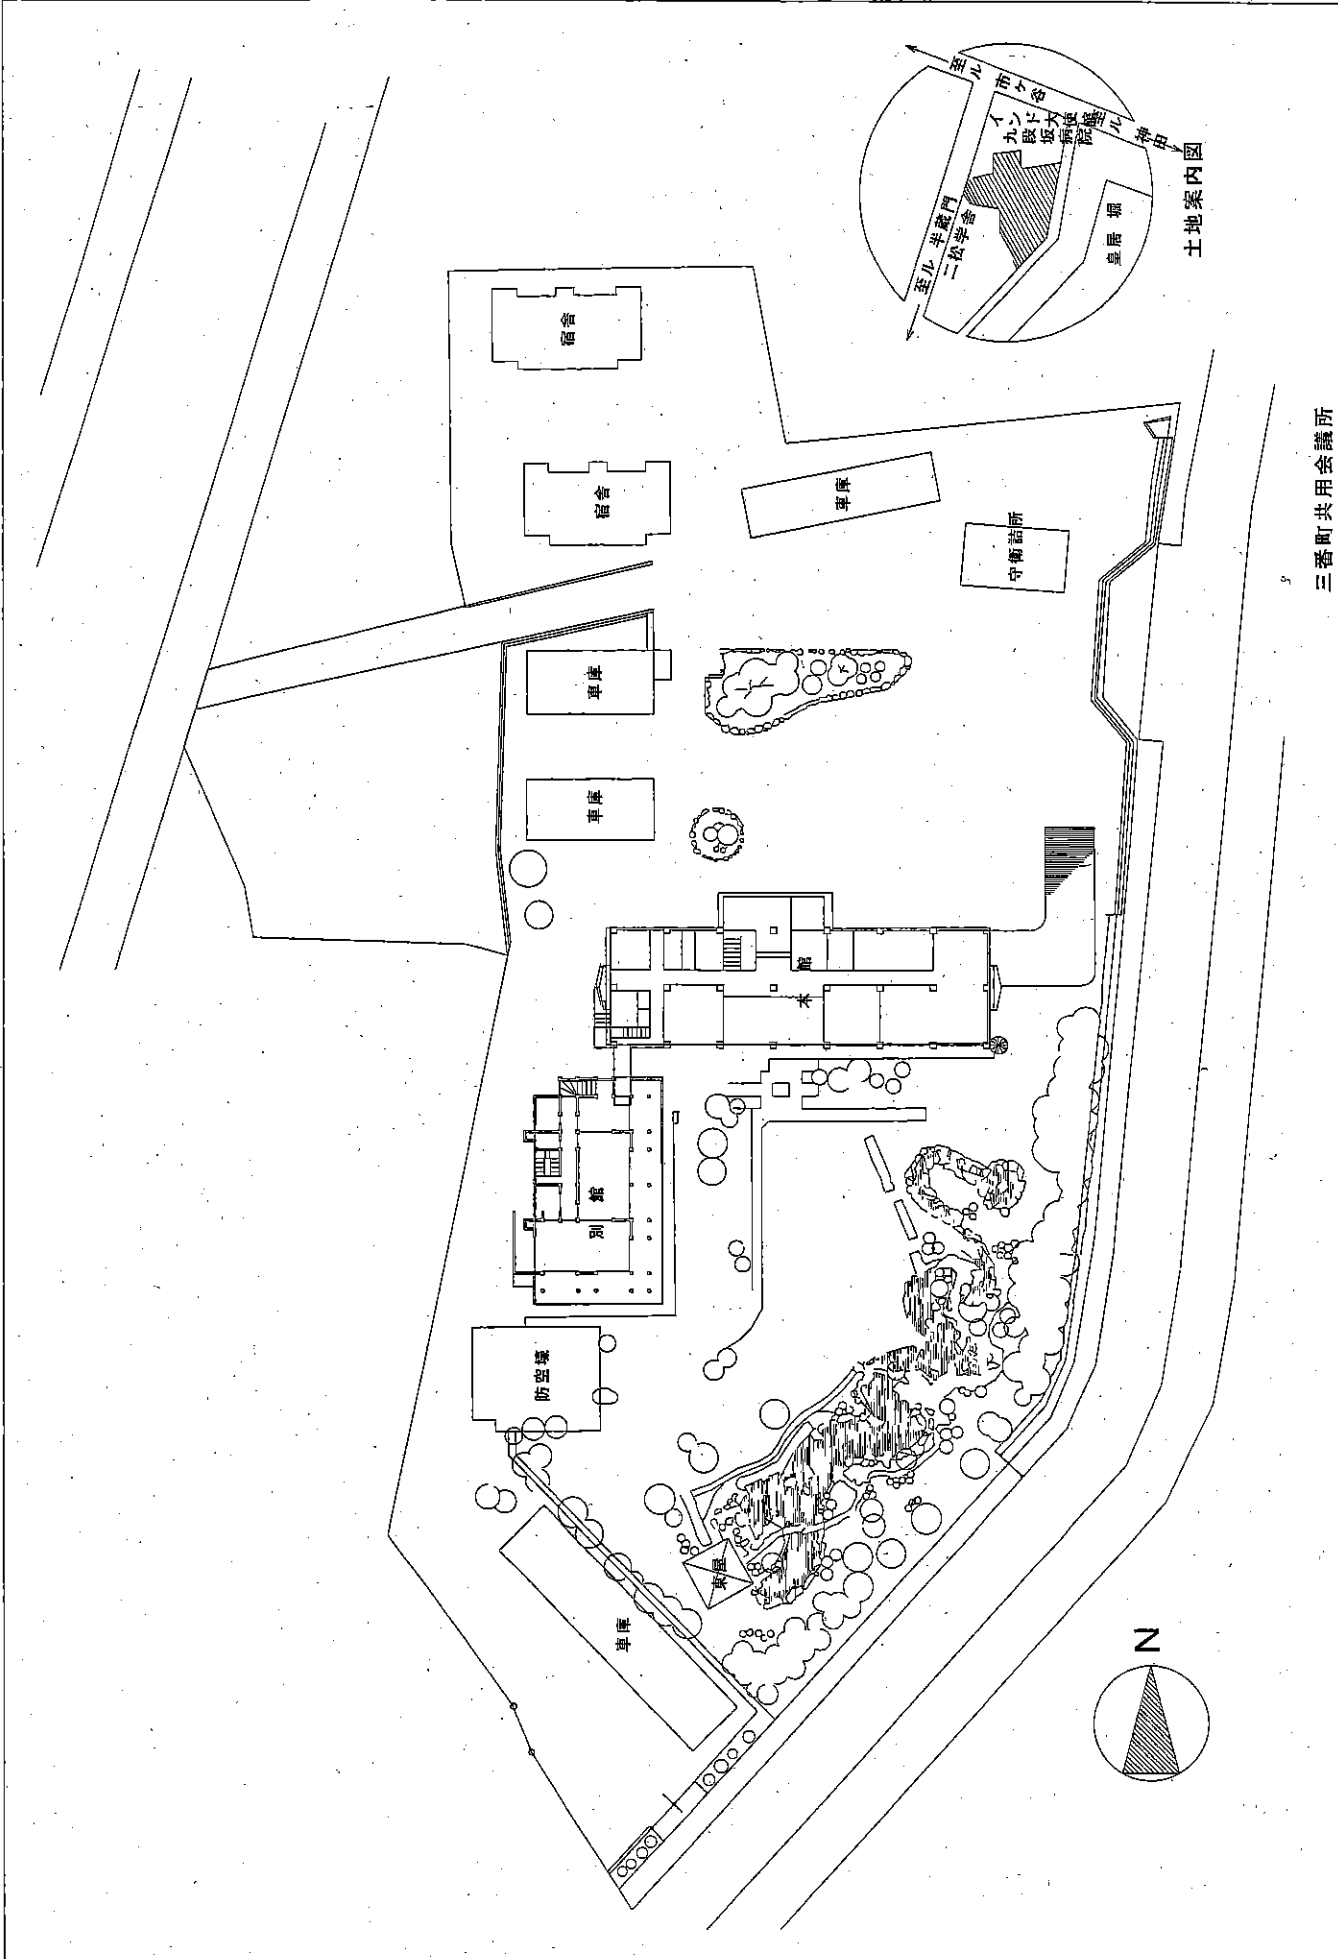 三番町共用会議所
土地案内図
至ル 市ケ谷
インド大使館
九段坂病院
至ル 神田
至ル 半蔵門
二松学舎
皇居 堀
宿舎
宿舎
車庫
守衛詰所
車庫
車庫
本館
別館
防空壕
東屋
車庫
N